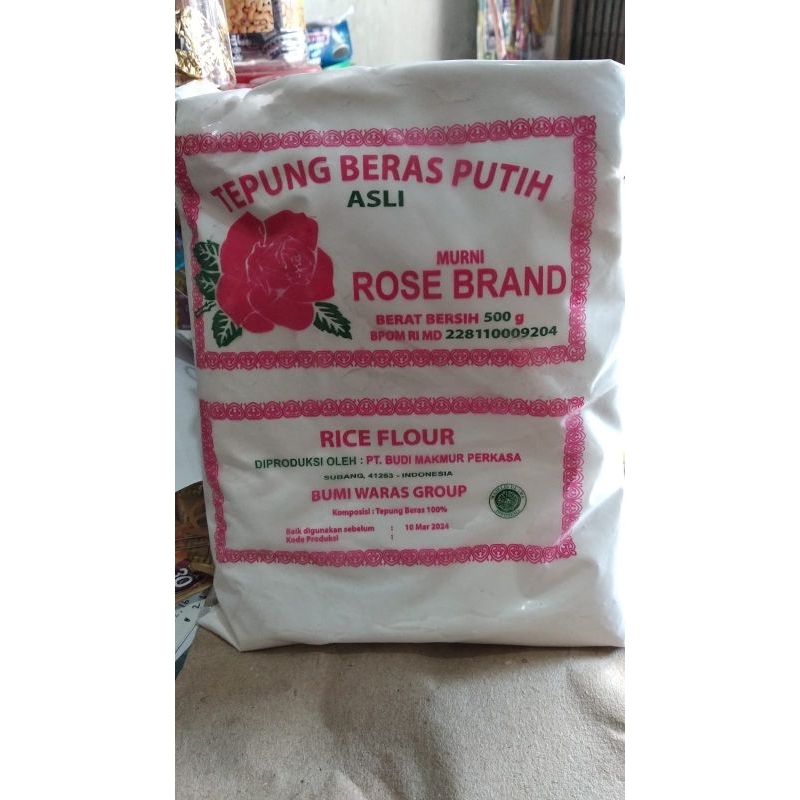 TEPUNG BERAS PUTIH
ASLI
MURNI
ROSE BRAND
BERAT BERSIH 500 g
BPOM RI MD 228110009204
RICE FLOUR
DIPRODUKSI OLEH : PT. BUDI MAKMUR PERKASA
SUBANG, 41263 - INDONESIA
BUMI WARAS GROUP
Komposisi : Tepung Beras 100%
Baik digunakan sebelum : 10 Mar 2024
Kode Produksi :